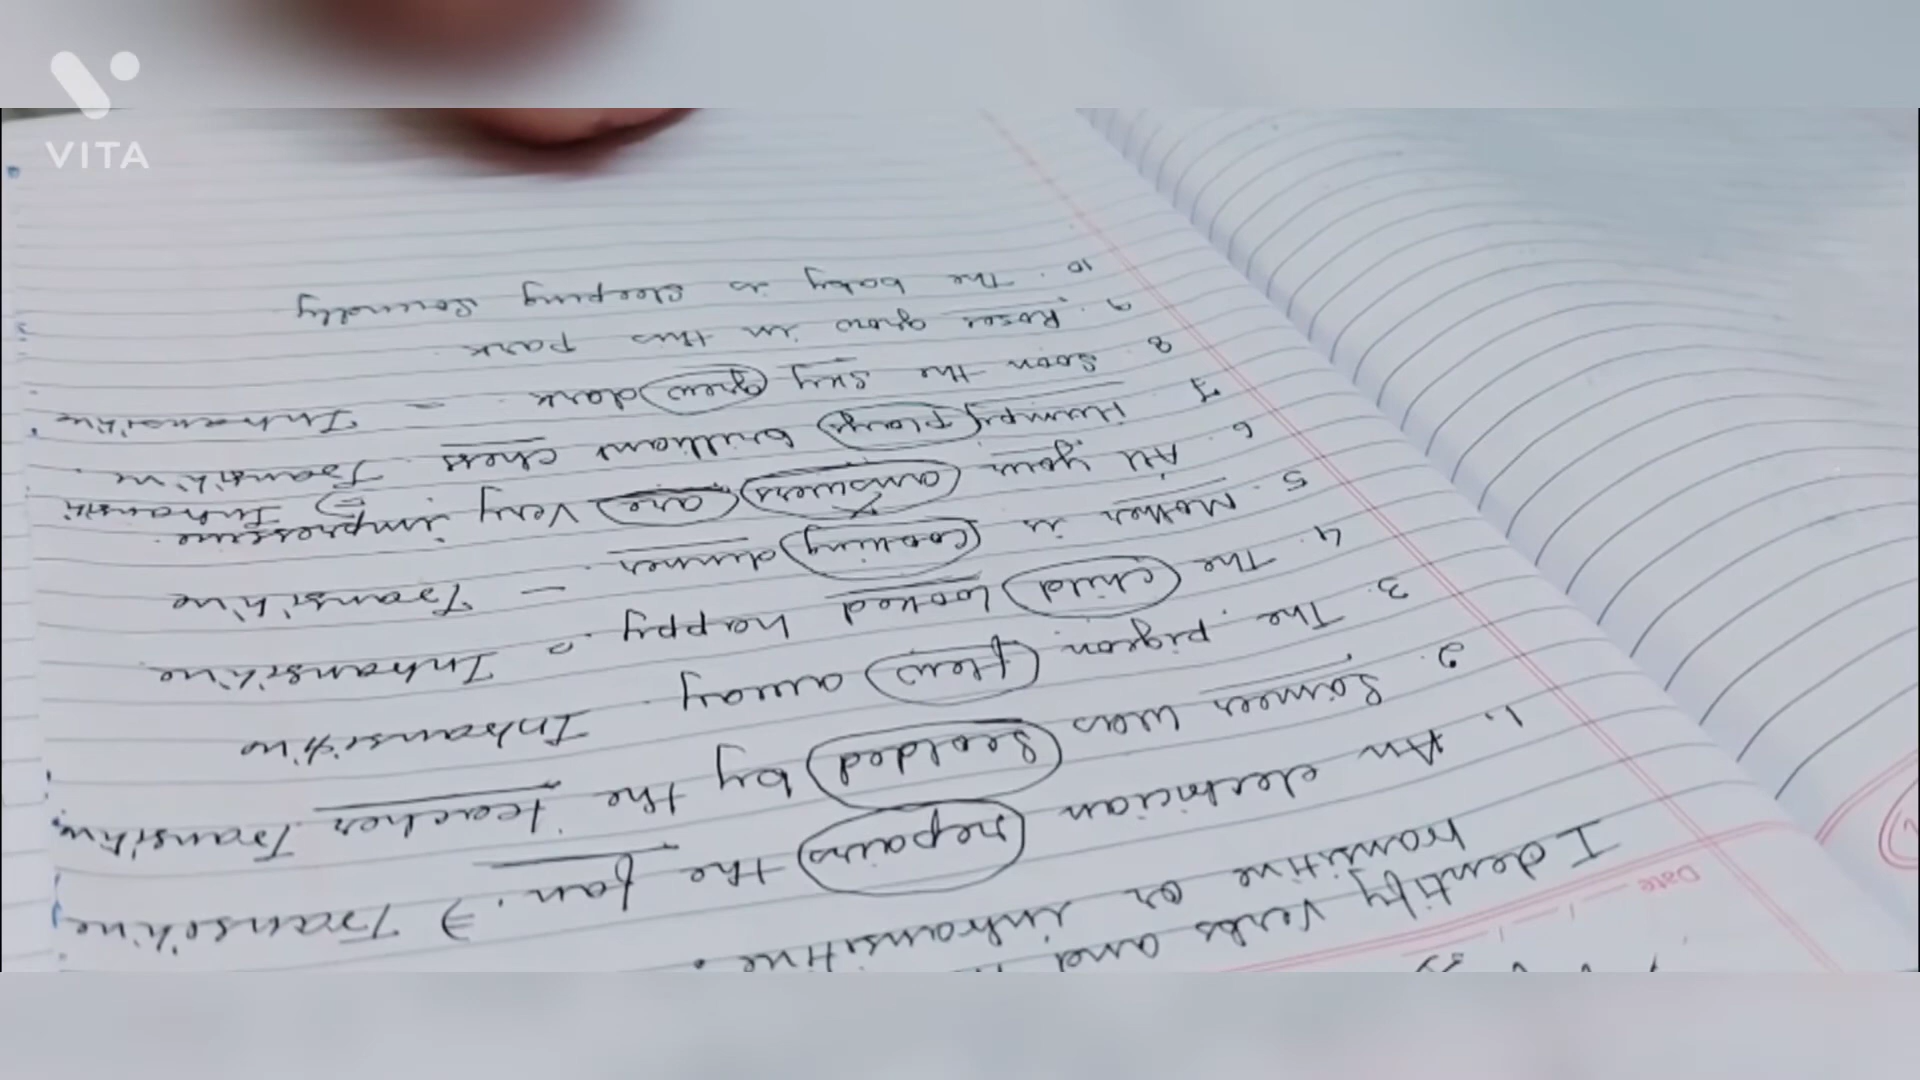 VITA
Date
Identify verbs and
transitive or intransitive.
1. An electrician repairs the fan. → Transitive
2. Sameer was scolded by the teacher. Transitive
3. The pigeon flew away. Intransitive
4. The child looked happy. - Intransitive
5. Mother is cooking dinner. - Transitive
6. All your answers are very impressive. Intransiti
7. Humpy plays brilliant chess. Transitive.
8. Soon the sky grew dark. - Intransitive
9. Roses grow in this park
10. The baby is sleeping soundly